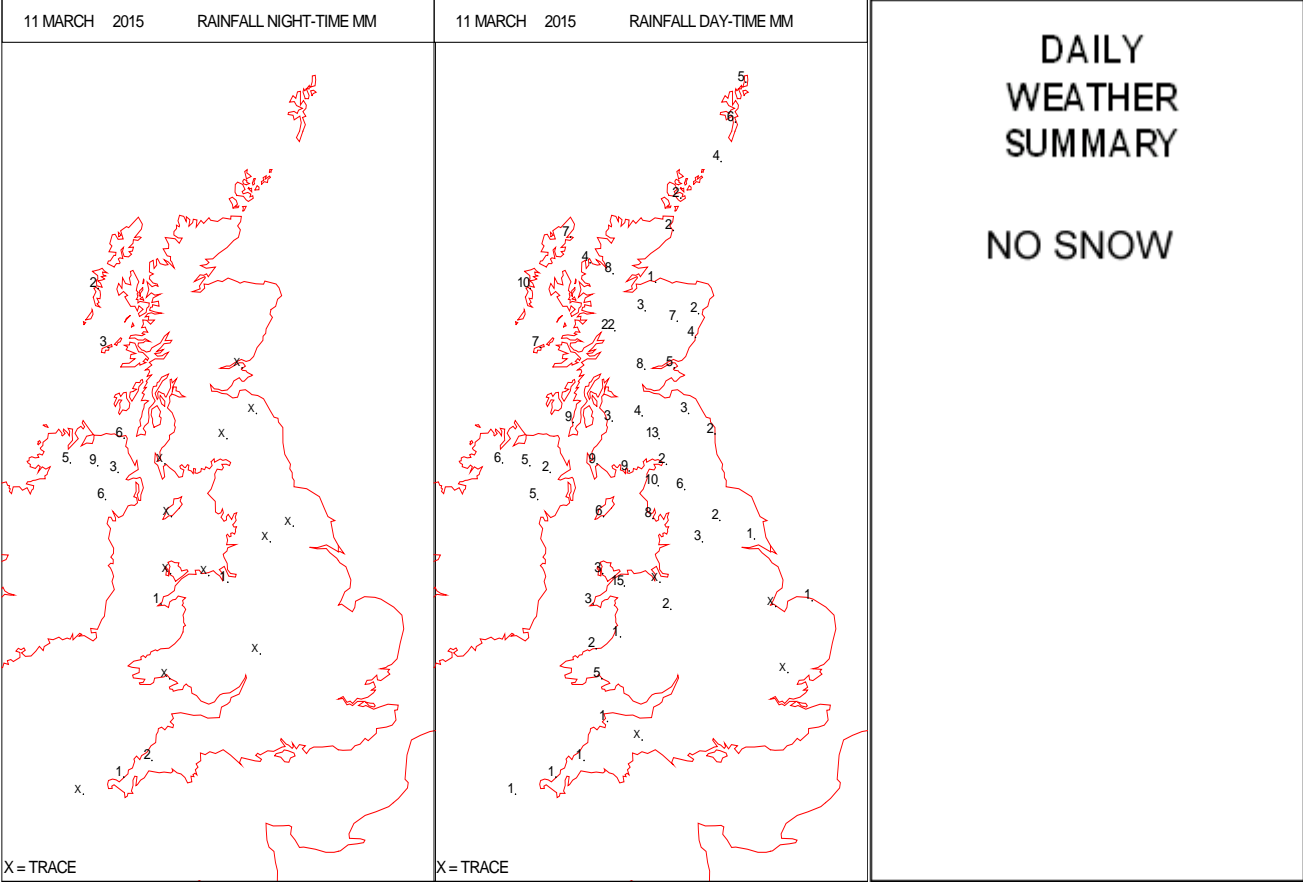 11 MARCH 2015 RAINFALL NIGHT-TIME MM
2.
3.
X.
X.
X.
6.
5. 9. 3.
X
6.
X.
X.
X.
X. X. 1.
1.
X.
X.
2.
1.
X.
X = TRACE
11 MARCH 2015 RAINFALL DAY-TIME MM
5.
6.
4.
2.
2.
7.
4.
8.
1.
10.
3. 7. 2.
22. 4.
7.
8. 5.
9. 3. 4. 3.
13. 2.
6. 5. 2. 9 9. 2.
10. 6.
5.
6. 8. 2.
3. 1.
3 15. X.
3. 2. X. 1.
2. 1.
5 X.
1.
X.
1.
1.
1.
X = TRACE
DAILY
WEATHER
SUMMARY
NO SNOW